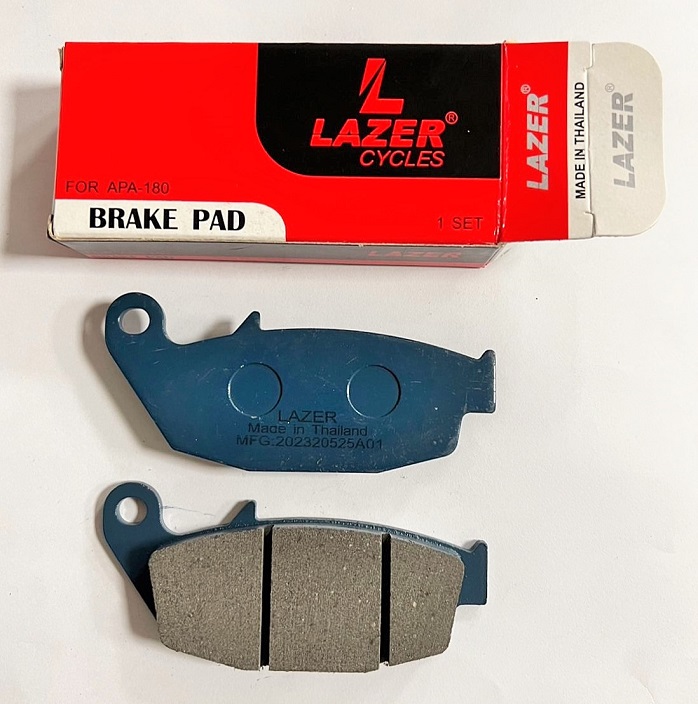 LAZER®
CYCLES
FOR APA-180
BRAKE PAD
1 SET
LAZER
LAZER®
MADE IN THAILAND
LAZER®
LAZER
Made in Thailand
MFG:202320525A01